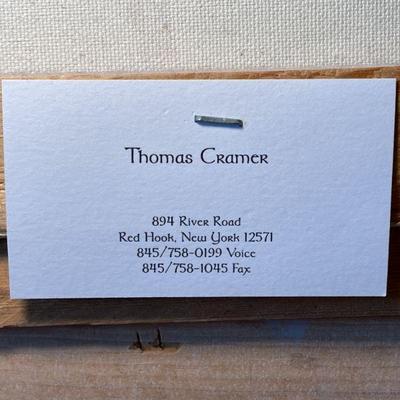 Thomas Cramer
894 River Road
Red Hook, New York 12571
845/758-0199 Voice
845/758-1045 Fax